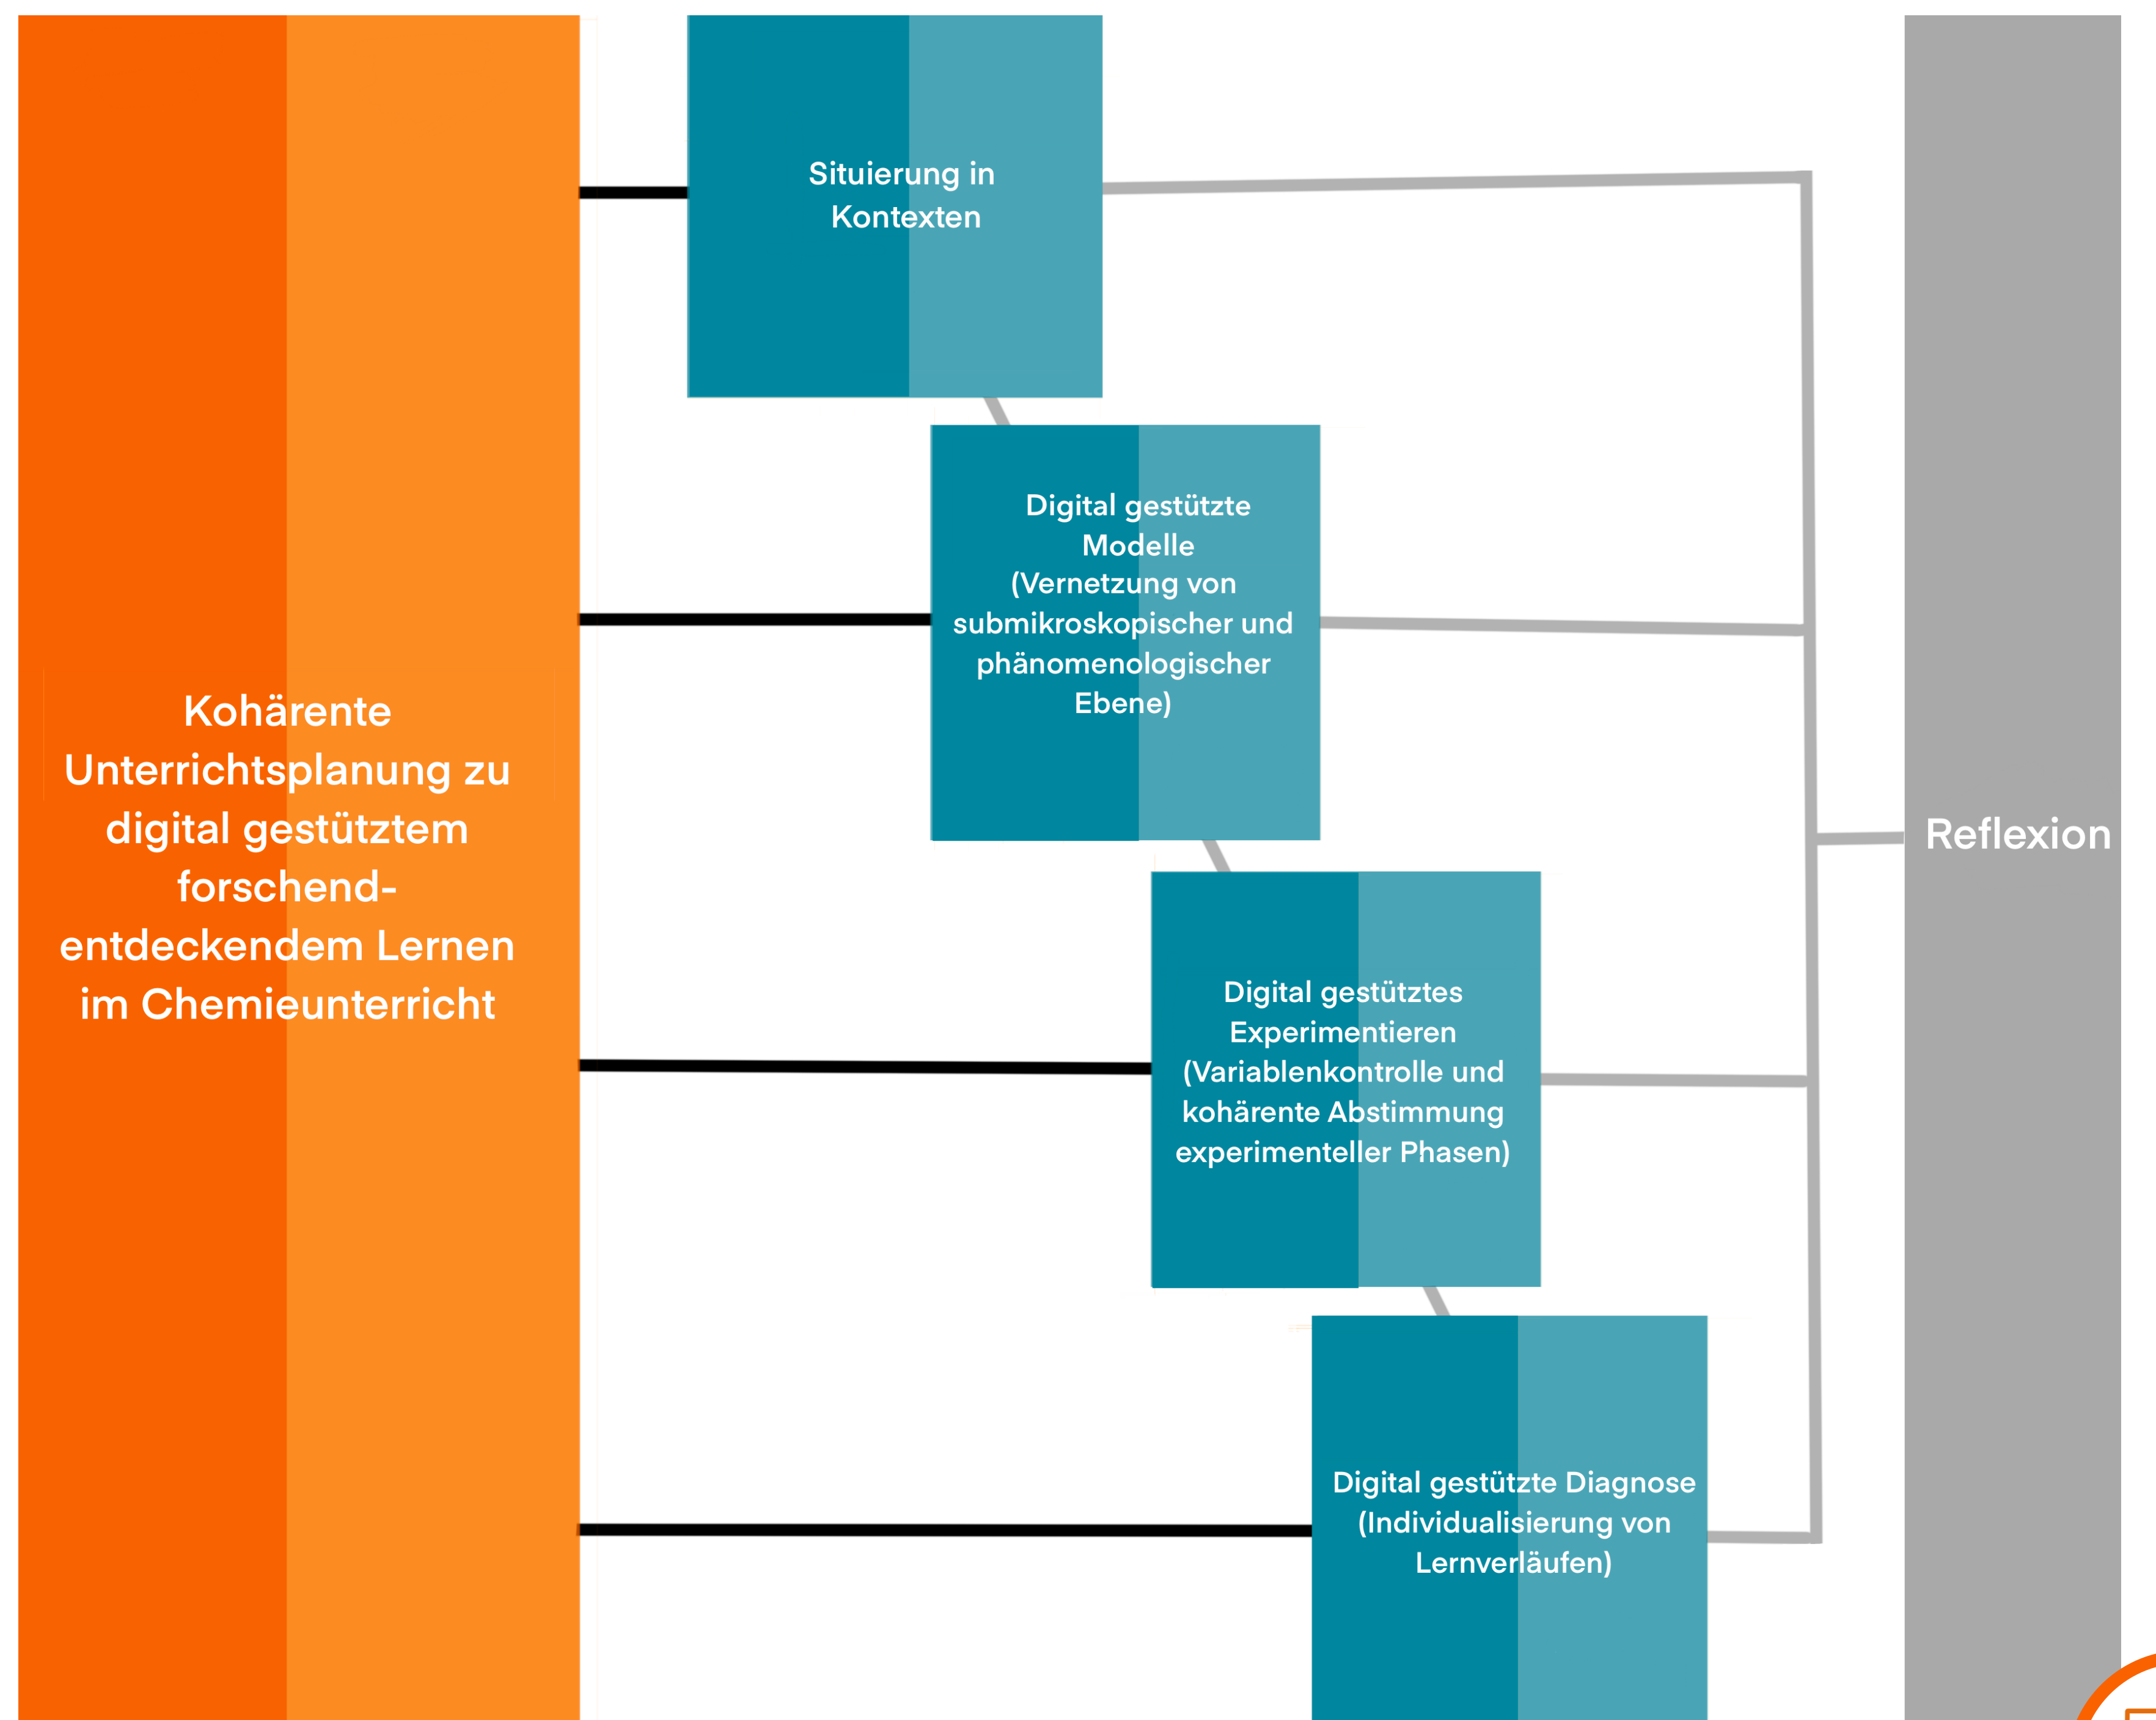 Kohärente
Unterrichtsplanung zu
digital gestütztem
forschend-
entdeckendem Lernen
im Chemieunterricht
Situierung in
Kontexten
Digital gestützte
Modelle
(Vernetzung von
submikroskopischer und
phänomenologischer
Ebene)
Digital gestütztes
Experimentieren
(Variablenkontrolle und
kohärente Abstimmung
experimenteller Phasen)
Digital gestützte Diagnose
(Individualisierung von
Lernverläufen)
Reflexion